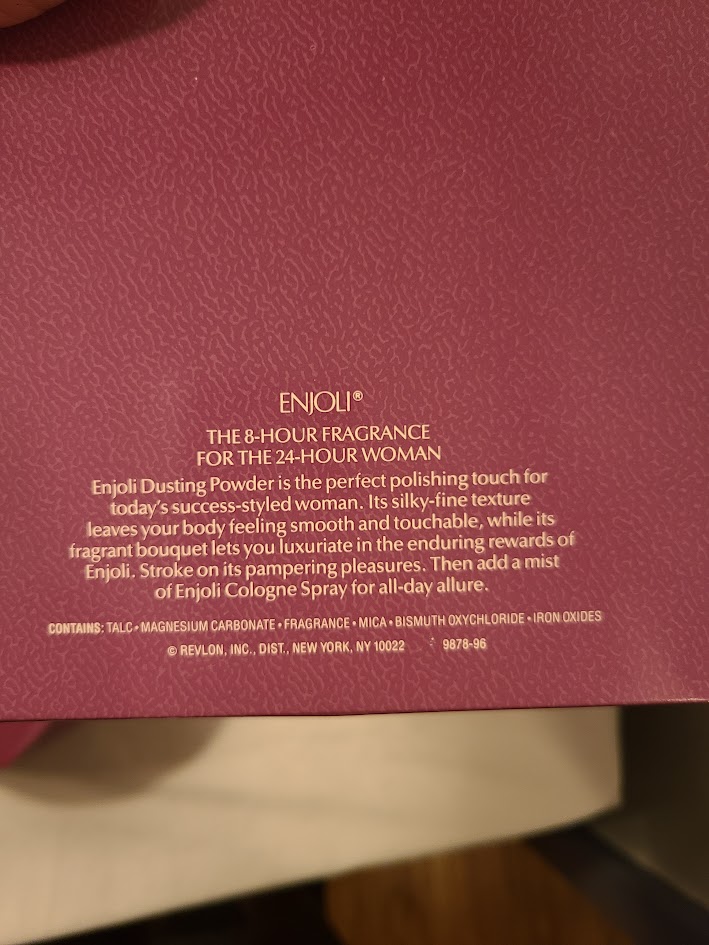 ENJOLI®
THE 8-HOUR FRAGRANCE
FOR THE 24-HOUR WOMAN
Enjoli Dusting Powder is the perfect polishing touch for
today's success-styled woman. Its silky-fine texture
leaves your body feeling smooth and touchable, while its
fragrant bouquet lets you luxuriate in the enduring rewards of
Enjoli. Stroke on its pampering pleasures. Then add a mist
of Enjoli Cologne Spray for all-day allure.
CONTAINS: TALC • MAGNESIUM CARBONATE • FRAGRANCE • MICA • BISMUTH OXYCHLORIDE • IRON OXIDES
© REVLON, INC., DIST., NEW YORK, NY 10022 9878-96